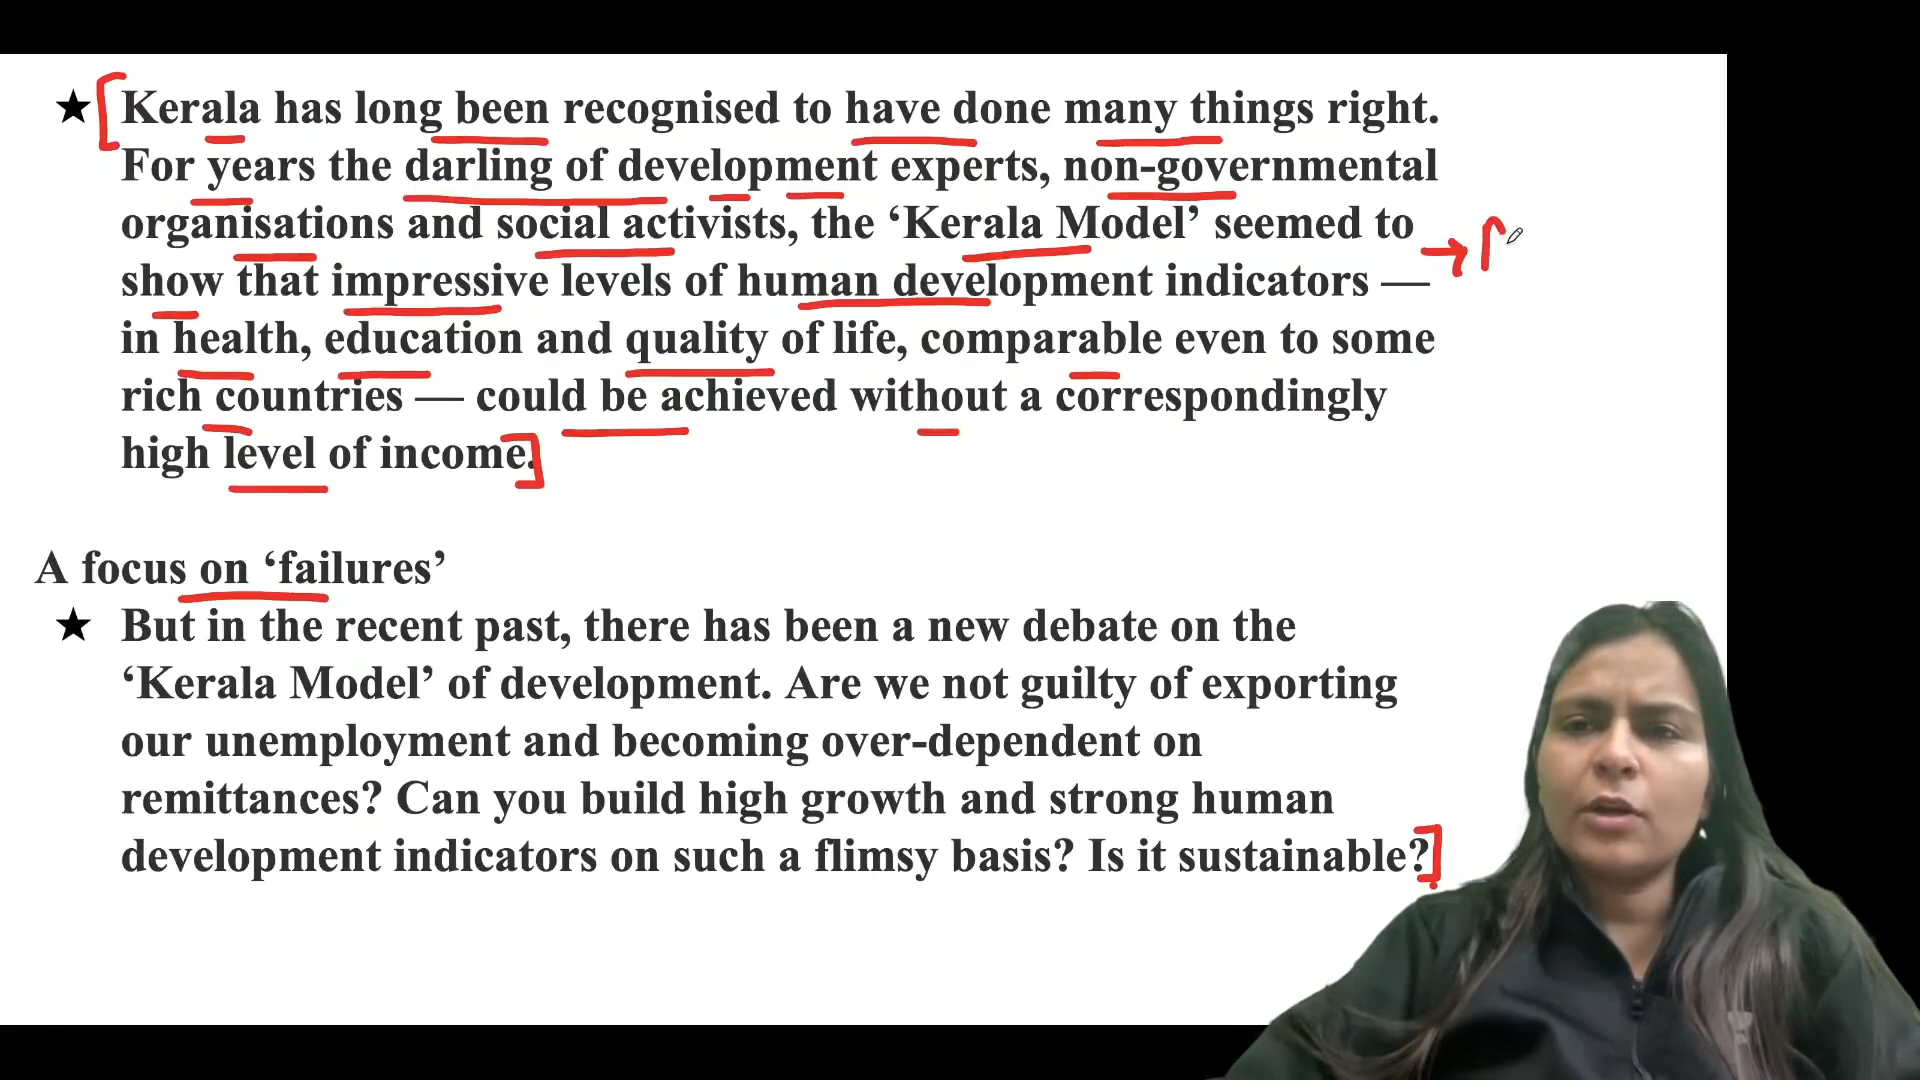 ★ Kerala has long been recognised to have done many things right.
For years the darling of development experts, non-governmental
organisations and social activists, the ‘Kerala Model’ seemed to
show that impressive levels of human development indicators —
in health, education and quality of life, comparable even to some
rich countries — could be achieved without a correspondingly
high level of income.
A focus on ‘failures’
★ But in the recent past, there has been a new debate on the
‘Kerala Model’ of development. Are we not guilty of exporting
our unemployment and becoming over-dependent on
remittances? Can you build high growth and strong human
development indicators on such a flimsy basis? Is it sustainable?